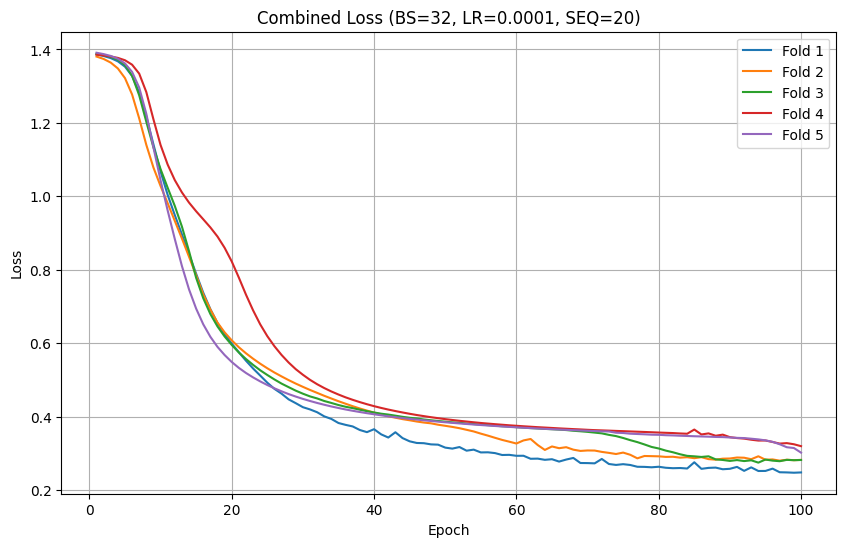 Combined Loss (BS=32, LR=0.0001, SEQ=20)
Fold 1
Fold 2
Fold 3
Fold 4
Fold 5
Loss
1.4
1.2
1.0
0.8
0.6
0.4
0.2
0 20 40 60 80 100
Epoch